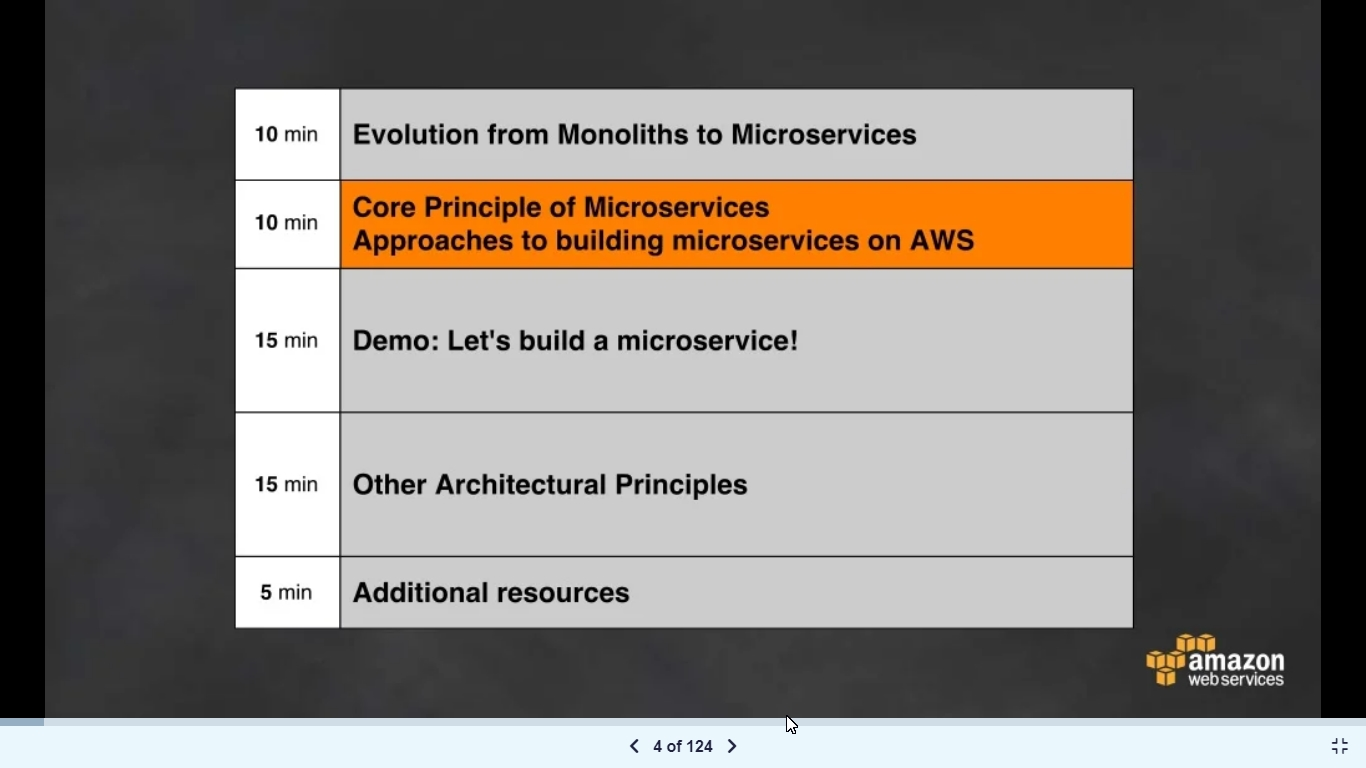 10 min
Evolution from Monoliths to Microservices
10 min
Core Principle of Microservices
Approaches to building microservices on AWS
15 min
Demo: Let's build a microservice!
15 min
Other Architectural Principles
5 min
Additional resources
amazon
webservices
4 of 124